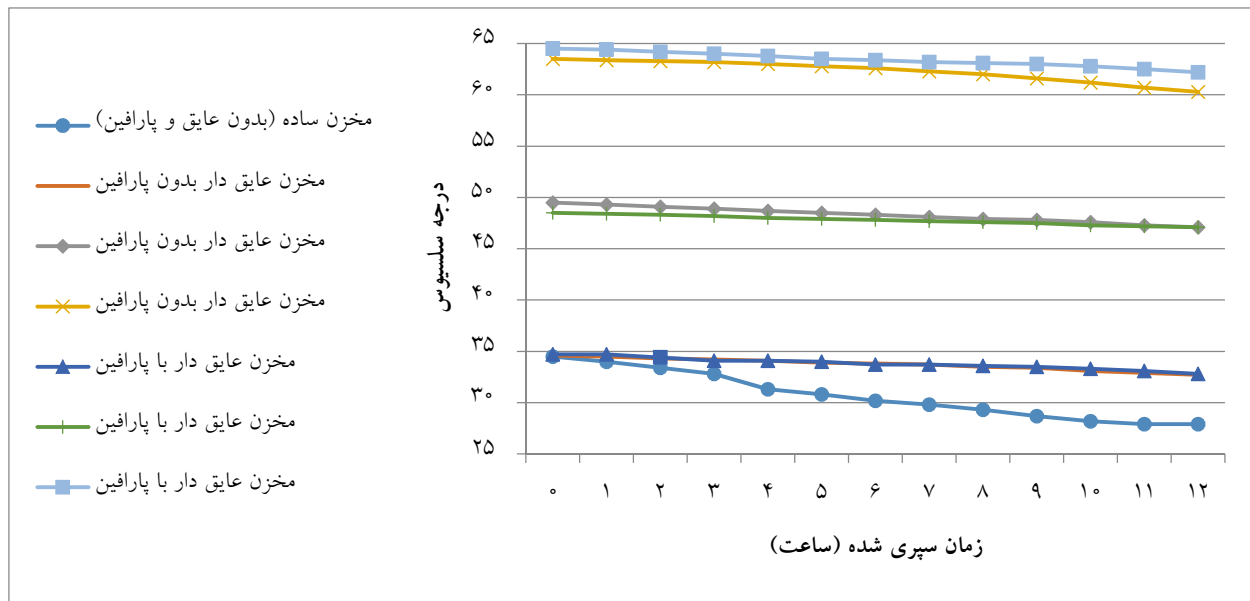 مخزن ساده (بدون عایق و پارافین)
مخزن عایق دار بدون پارافین
مخزن عایق دار بدون پارافین
مخزن عایق دار بدون پارافین
مخزن عایق دار با پارافین
مخزن عایق دار با پارافین
مخزن عایق دار با پارافین
درجه سلسیوس
۶۵
۶۰
۵۵
۵۰
۴۵
۴۰
۳۵
۳۰
۲۵
۰ ۱ ۲ ۳ ۴ ۵ ۶ ۷ ۸ ۹ ۱۰ ۱۱ ۱۲
زمان سپری شده (ساعت)